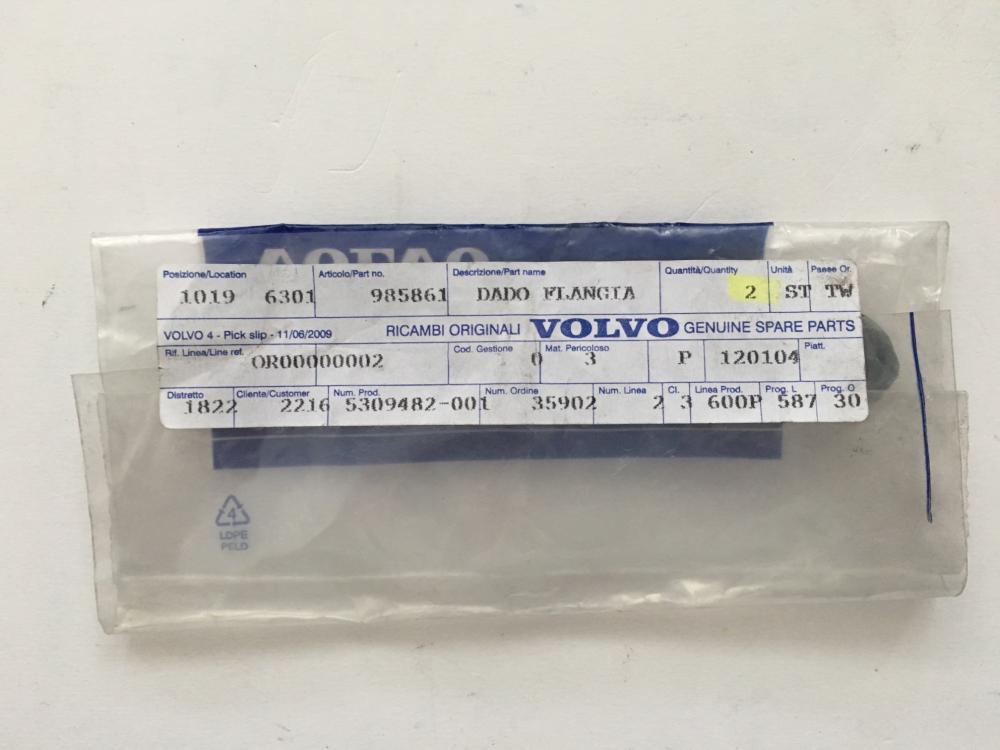 Posizione/Location Articolo/Part no. Descrizione/Part name Quantità/Quantity Unità Paese Or.
1019 6301 985861 DADO FLANGIA 2 ST TW
VOLVO 4 - Pick slip - 11/06/2009 RICAMBI ORIGINALI VOLVO GENUINE SPARE PARTS
Rif. Linea/Line ref. Cod. Gestione Mat. Pericoloso Piatt.
OR00000002 0 3 P 120104
Distretto Cliente/Customer Num. Prod. Num. Ordine Num. Linea Cl. Linea Prod. Prog. L Prog. O
1822 2216 5309482-001 35902 2 3 600P 587 30
4
LDPE
PELD